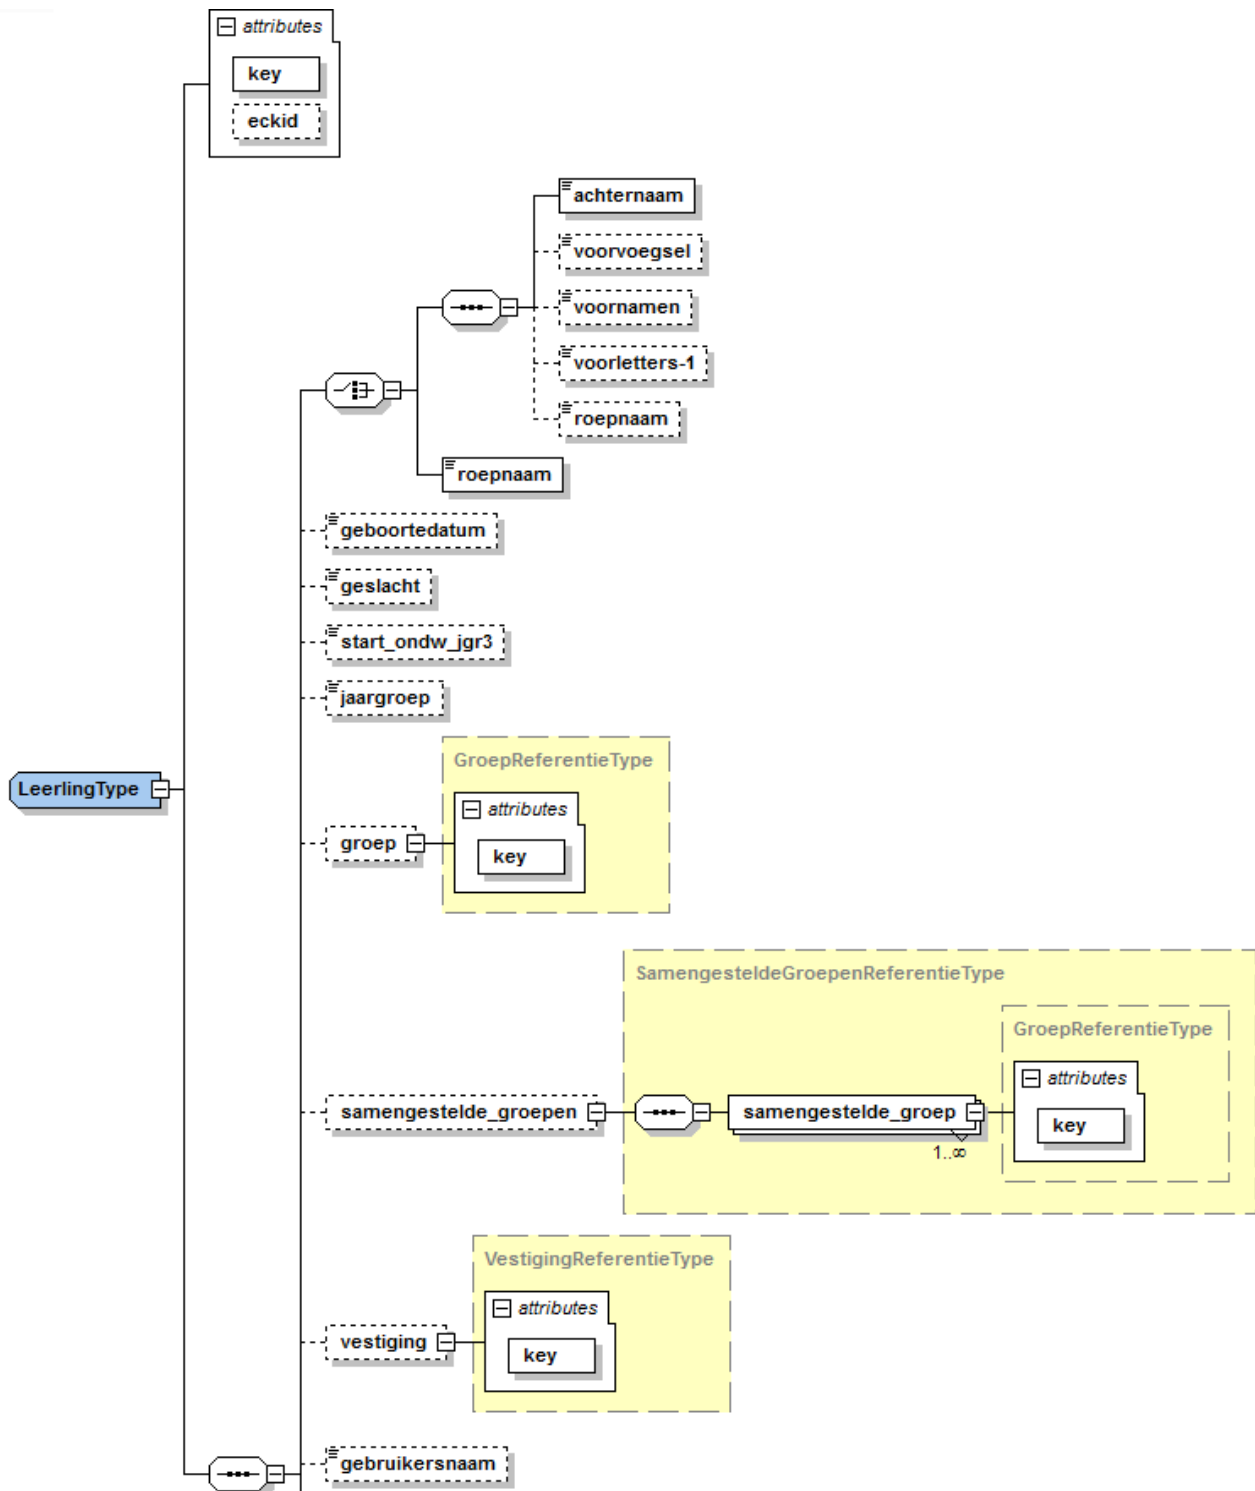 attributes
key
eckid
achternaam
voorvoegsel
voornamen
voorletters-1
roepnaam
roepnaam
geboortedatum
geslacht
start_ondw_jgr3
jaargroep
LeerlingType
GroepReferentieType
attributes
groep
key
SamengesteldeGroepenReferentieType
GroepReferentieType
attributes
samengestelde_groepen
samengestelde_groep
key
1..∞
VestigingReferentieType
attributes
vestiging
key
gebruikersnaam